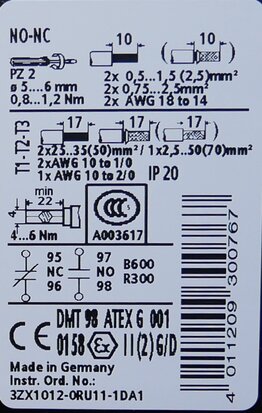 NO-NC
10 10
PZ 2
ø 5...6 mm 2x 0,5...1,5 (2,5)mm²
0,8...1,2 Nm 2x 0,75...2,5mm²
2x AWG 18 to 14
T1-T2-T3
17 17 17
2x25...35(50)mm²/1x2,5...50(70)mm²
2xAWG 10 to 1/0
1x AWG 10 to 2/0 IP 20
min
22
4
4...6 Nm
CCC
A003617
95 97
NC NO B600
96 98 R300
CE DMT 98 ATEX G 001
0158 Ex II(2)G/D
Made in Germany
Instr. Ord. No.:
3ZX1012-0RU11-1DA1
4 011209 300767